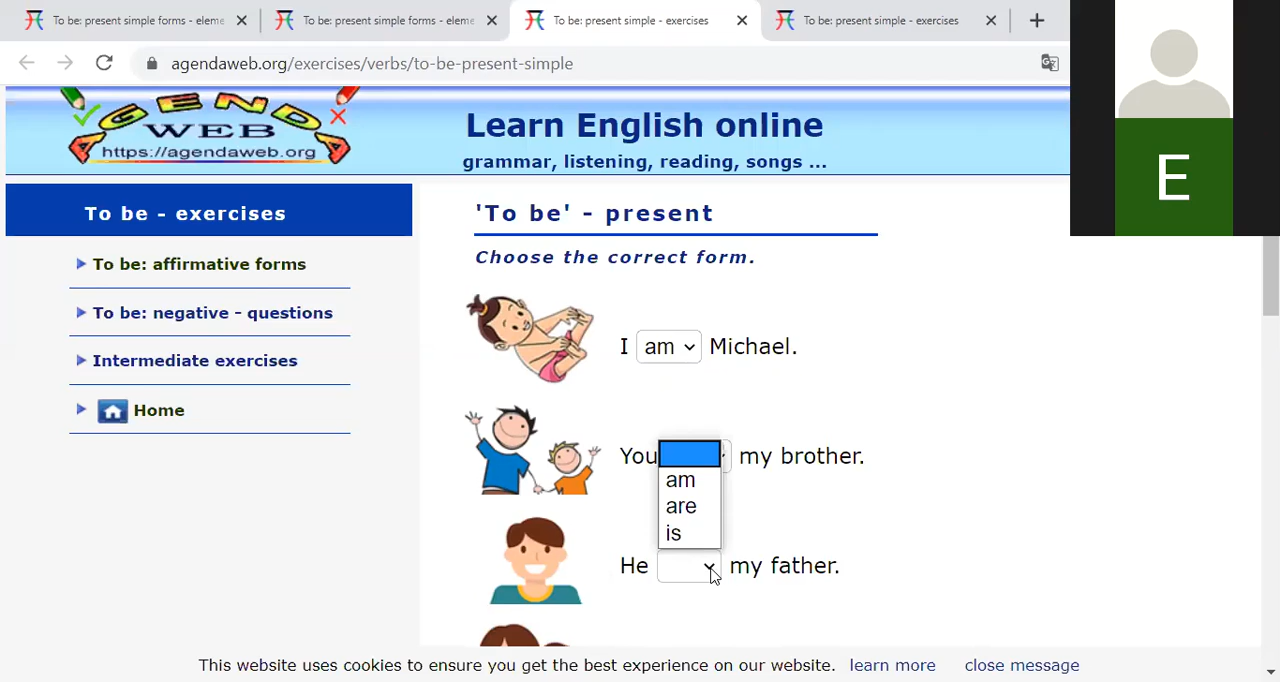 To be: present simple forms - eleme
To be: present simple forms - eleme
To be: present simple - exercises
To be: present simple - exercises
agendaweb.org/exercises/verbs/to-be-present-simple
AGENDA
WEB
https://agendaweb.org
Learn English online
grammar, listening, reading, songs ...
E
To be - exercises
To be: affirmative forms
To be: negative - questions
Intermediate exercises
Home
'To be' - present
Choose the correct form.
I am Michael.
You my brother.
am
are
is
He my father.
This website uses cookies to ensure you get the best experience on our website. learn more close message